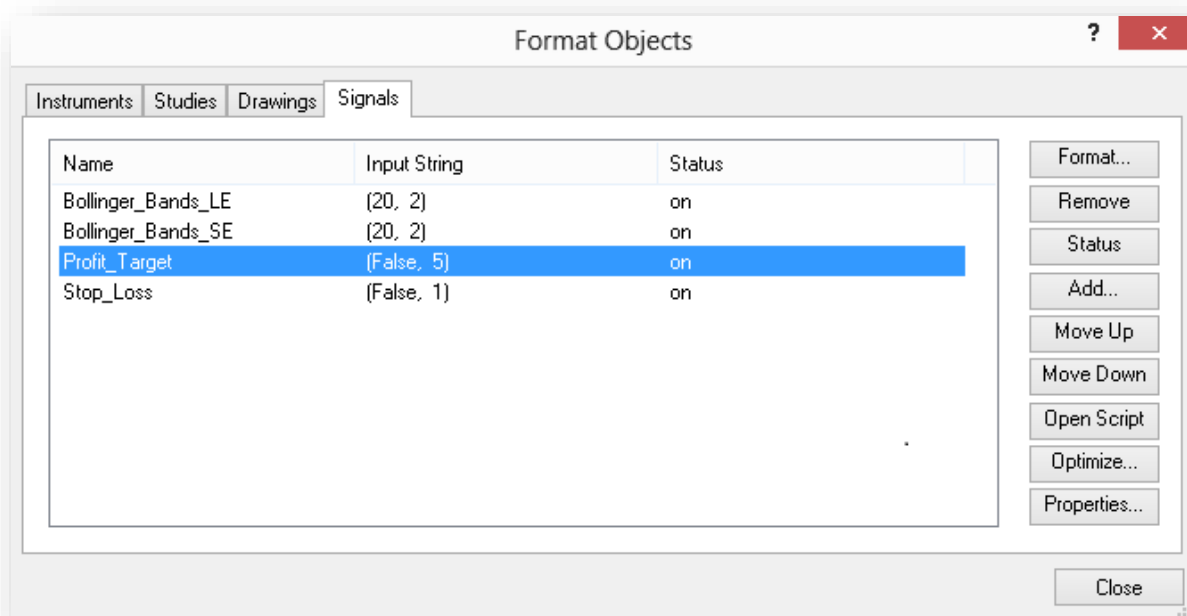 Format Objects ?
Instruments Studies Drawings Signals
Name Input String Status
Bollinger_Bands_LE (20, 2) on
Bollinger_Bands_SE (20, 2) on
Profit_Target (False, 5) on
Stop_Loss (False, 1) on
Format...
Remove
Status
Add...
Move Up
Move Down
Open Script
Optimize...
Properties...
Close